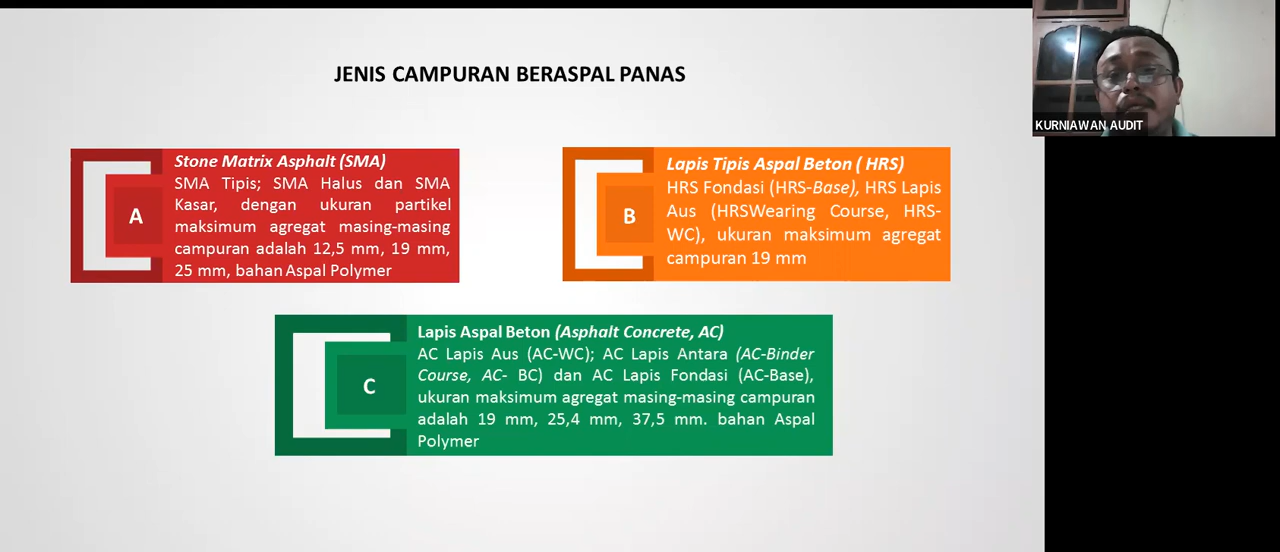 JENIS CAMPURAN BERASPAL PANAS
KURNIAWAN AUDIT
A
Stone Matrix Asphalt (SMA)
SMA Tipis; SMA Halus dan SMA
Kasar, dengan ukuran partikel
maksimum agregat masing-masing
campuran adalah 12,5 mm, 19 mm,
25 mm, bahan Aspal Polymer
B
Lapis Tipis Aspal Beton ( HRS)
HRS Fondasi (HRS-Base), HRS Lapis
Aus (HRSWearing Course, HRS-
WC), ukuran maksimum agregat
campuran 19 mm
C
Lapis Aspal Beton (Asphalt Concrete, AC)
AC Lapis Aus (AC-WC); AC Lapis Antara (AC-Binder
Course, AC- BC) dan AC Lapis Fondasi (AC-Base),
ukuran maksimum agregat masing-masing campuran
adalah 19 mm, 25,4 mm, 37,5 mm. bahan Aspal
Polymer